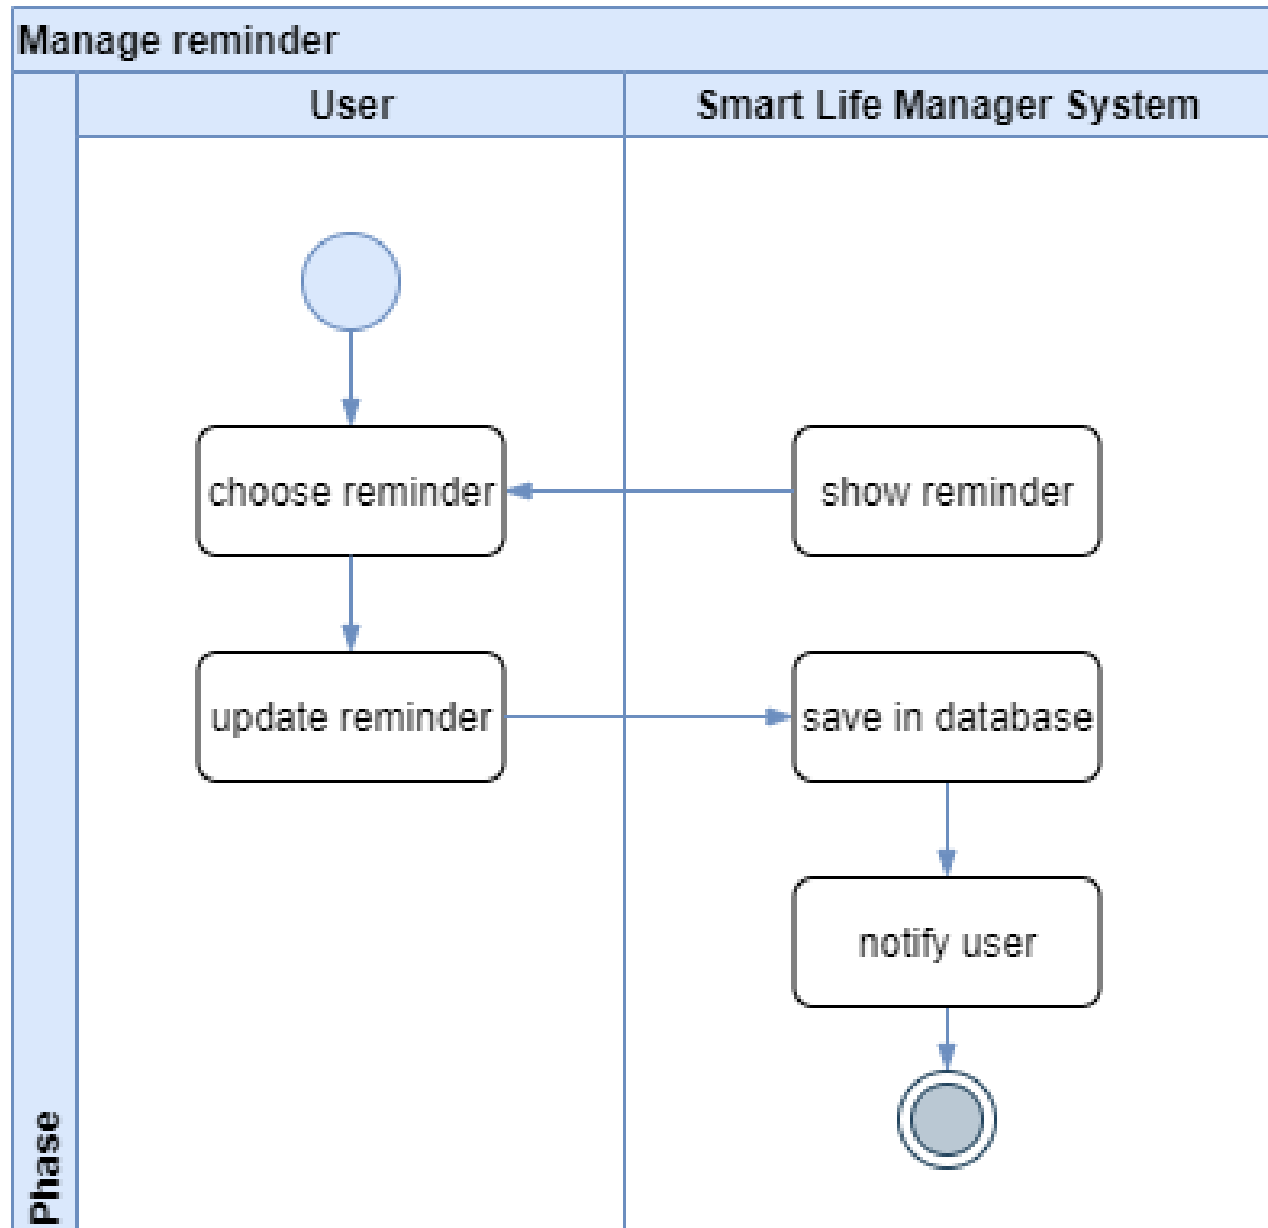 Manage reminder
User
Smart Life Manager System
choose reminder
show reminder
update reminder
save in database
notify user
Phase